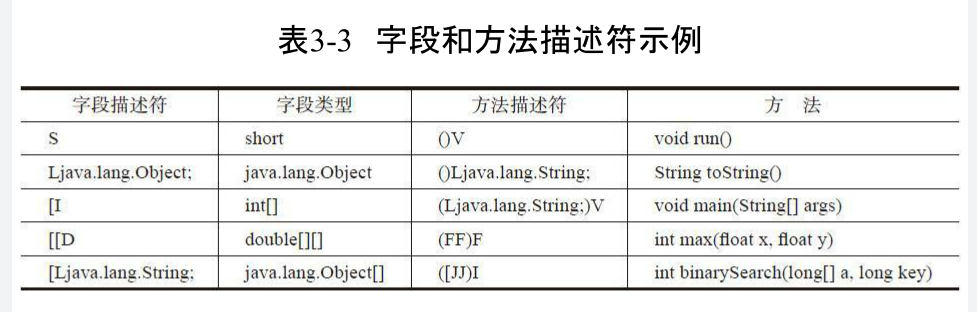 表3-3 字段和方法描述符示例
字段描述符 字段类型 方法描述符 方 法
S short ()V void run()
Ljava.lang.Object; java.lang.Object ()Ljava.lang.String; String toString()
[I int[] (Ljava.lang.String;)V void main(String[] args)
[[D double[][] (FF)F int max(float x, float y)
[Ljava.lang.String; java.lang.Object[] ([JJ)I int binarySearch(long[] a, long key)